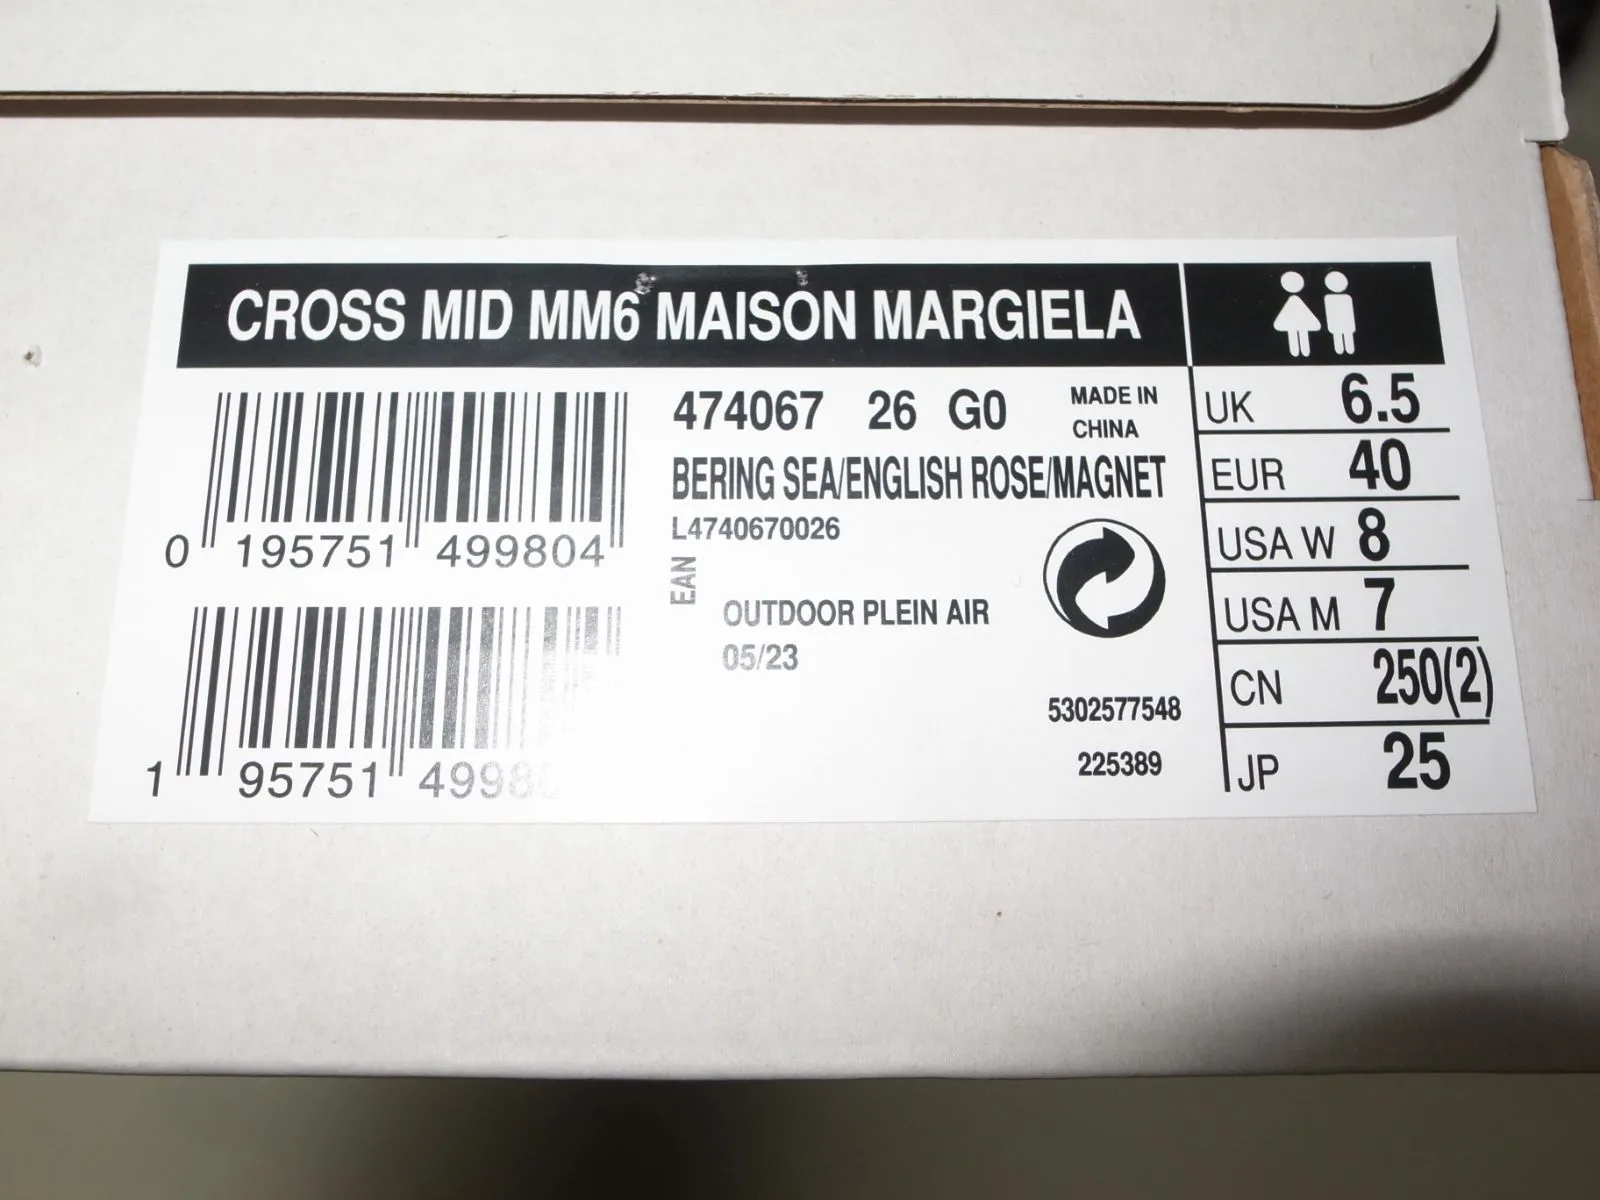 CROSS MID MM6 MAISON MARGIELA
474067 26 G0
MADE IN
CHINA
BERING SEA/ENGLISH ROSE/MAGNET
L4740670026
0 195751 499804
EAN
OUTDOOR PLEIN AIR
05/23
5302577548
225389
1 95751
UK 6.5
EUR 40
USA W 8
USA M 7
CN 250(2)
JP 25